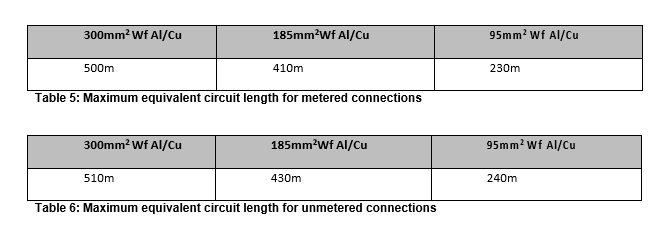 300mm² Wf Al/Cu 185mm²Wf Al/Cu 95mm² Wf Al/Cu
500m 410m 230m
Table 5: Maximum equivalent circuit length for metered connections
300mm² Wf Al/Cu 185mm²Wf Al/Cu 95mm² Wf Al/Cu
510m 430m 240m
Table 6: Maximum equivalent circuit length for unmetered connections